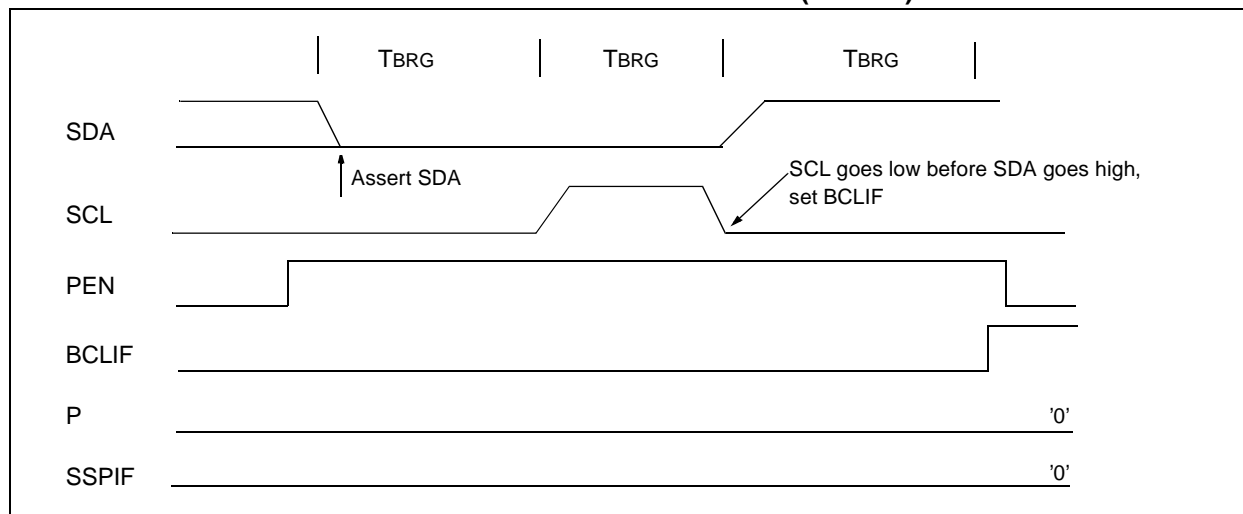 TBRG TBRG TBRG
SDA
Assert SDA
SCL goes low before SDA goes high,
set BCLIF
SCL
PEN
BCLIF
P
'0'
SSPIF
'0'